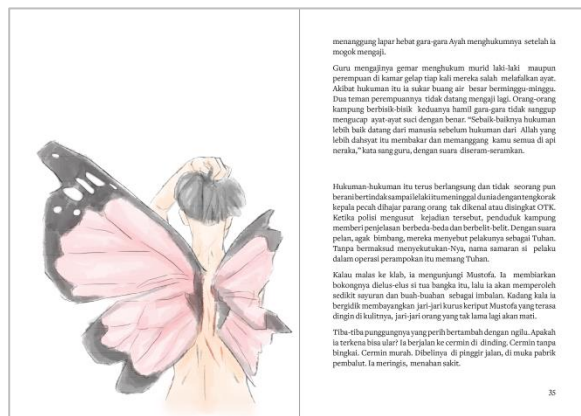 menanggung lapar hebat gara-gara Ayah menghukumnya setelah ia
mogok mengaji.
Guru mengajinya gemar menghukum murid laki-laki maupun
perempuan di kamar gelap tiap kali mereka salah melafalkan ayat.
Akibat hukuman itu ia sukar buang air besar berminggu-minggu.
Dua teman perempuannya tidak datang mengaji lagi. Orang-orang
kampung berbisik-bisik keduanya hamil gara-gara tidak sanggup
mengucap ayat-ayat suci dengan benar. “Sebaik-baiknya hukuman
lebih baik datang dari manusia sebelum hukuman dari Allah yang
lebih dahsyat itu membakar dan memanggang kamu semua di api
neraka,” kata sang guru, dengan suara diseram-seramkan.
Hukuman-hukuman itu terus berlangsung dan tidak seorang pun
berani bertindak sampai lelaki itu meninggal dunia dengan tengkorak
kepala pecah dihajar parang orang tak dikenal atau disingkat OTK.
Ketika polisi mengusut kejadian tersebut, penduduk kampung
memberi penjelasan berbeda-beda dan berbelit-belit. Dengan suara
pelan, agak bimbang, mereka menyebut pelakunya sebagai Tuhan.
Tanpa bermaksud menyekutukan-Nya, nama samaran si pelaku
dalam operasi perampokan itu memang Tuhan.
Kalau malas ke klab, ia mengunjungi Mustofa. Ia membiarkan
bokongnya dielus-elus si tua bangka itu, lalu ia akan memperoleh
sedikit sayuran dan buah-buahan sebagai imbalan. Kadang kala ia
bergidik membayangkan jari-jari kurus keriput Mustofa yang terasa
dingin di kulitnya, jari-jari orang yang tak lama lagi akan mati.
Tiba-tiba punggungnya yang perih bertambah dengan ngilu. Apakah
ia terkena bisa ular? Ia berjalan ke cermin di dinding. Cermin tanpa
bingkai. Cermin murah. Dibelinya di pinggir jalan, di muka pabrik
pembalut. Ia meringis, menahan sakit.
35